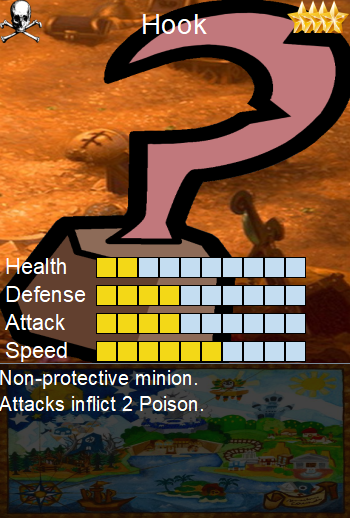 Hook
Health
Defense
Attack
Speed
Non-protective minion.
Attacks inflict 2 Poison.